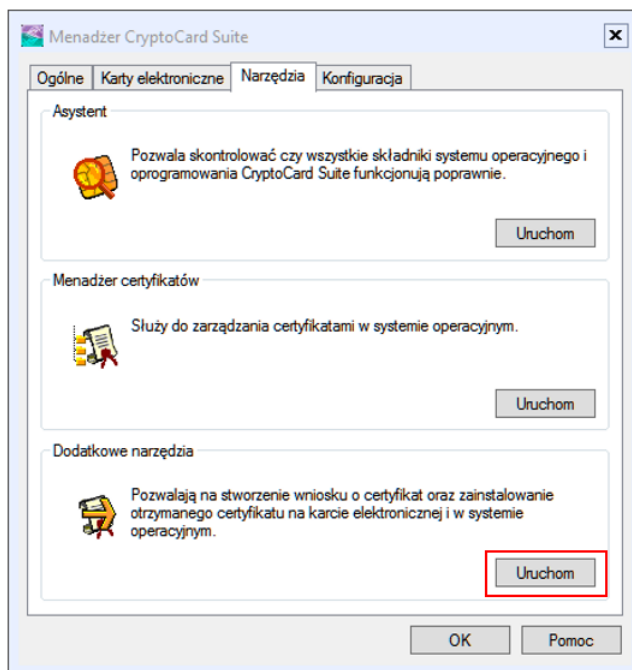 Menadżer CryptoCard Suite
Ogólne Karty elektroniczne Narzędzia Konfiguracja
Asystent
Pozwala skontrolować czy wszystkie składniki systemu operacyjnego i
oprogramowania CryptoCard Suite funkcjonują poprawnie.
Uruchom
Menadżer certyfikatów
Służy do zarządzania certyfikatami w systemie operacyjnym.
Uruchom
Dodatkowe narzędzia
Pozwalają na stworzenie wniosku o certyfikat oraz zainstalowanie
otrzymanego certyfikatu na karcie elektronicznej i w systemie
operacyjnym.
Uruchom
OK Pomoc